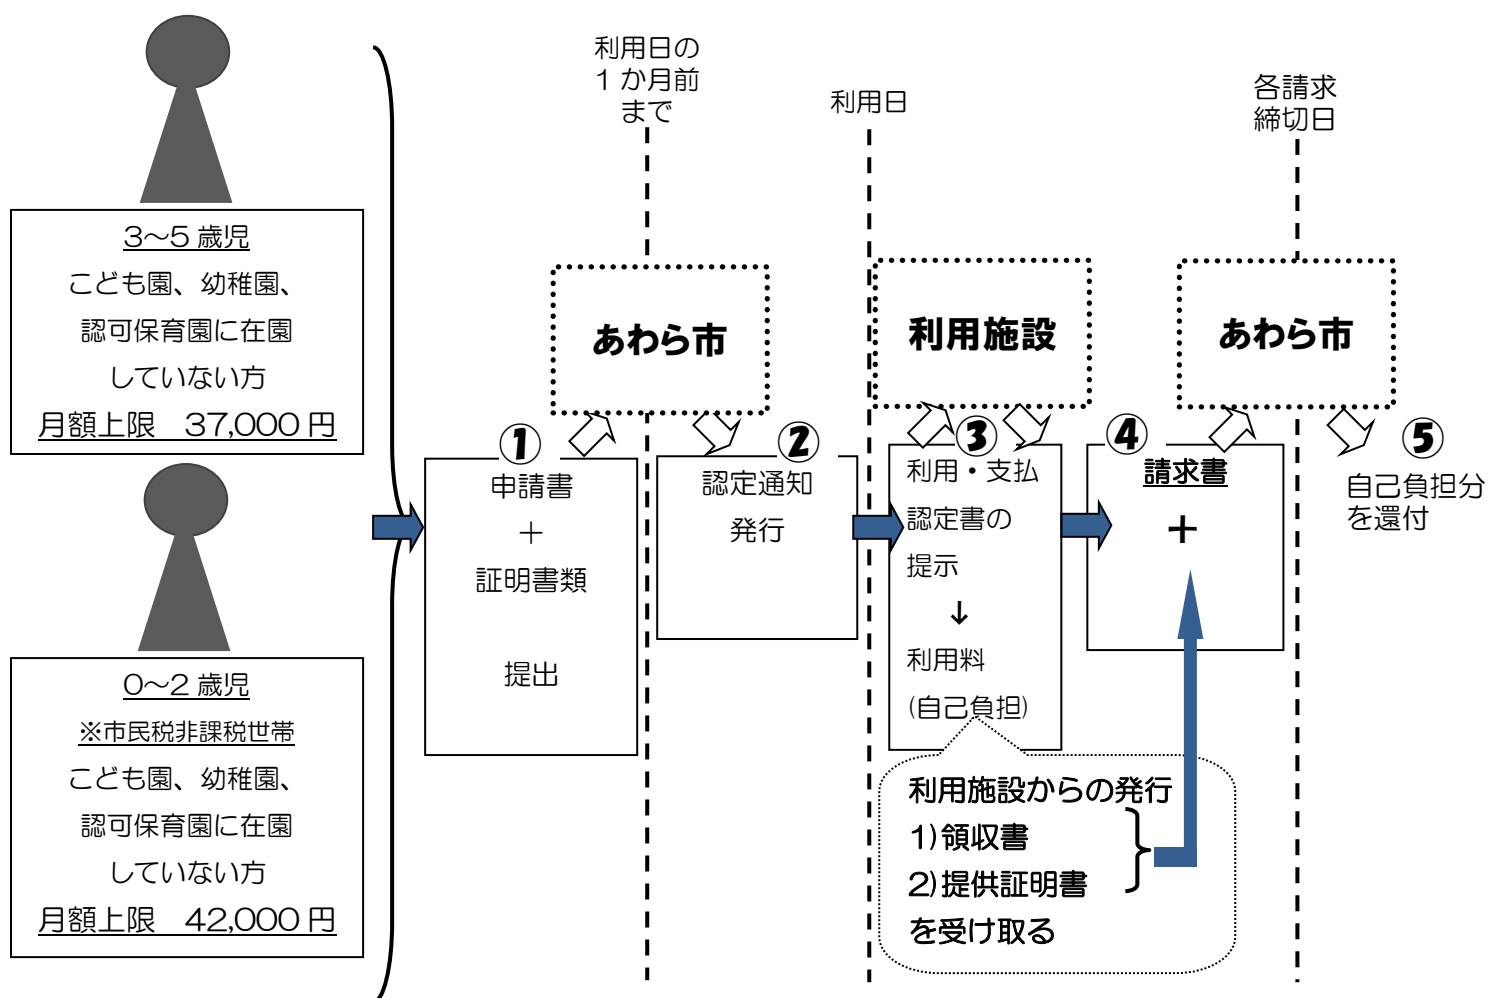 3～5 歳児
こども園、幼稚園、
認可保育園に在園
していない方
月額上限　37,000 円
0～2 歳児
※市民税非課税世帯
こども園、幼稚園、
認可保育園に在園
していない方
月額上限　42,000 円
利用日の
１か月前
まで
利用日
各請求
締切日
あわら市
利用施設
あわら市
①
申請書
＋
証明書類
提出
②
認定通知
発行
③
利用・支払
認定書の
提示
↓
利用料
(自己負担)
利用施設からの発行
1)領収書
2)提供証明書
を受け取る
④
請求書
＋
⑤
自己負担分
を還付